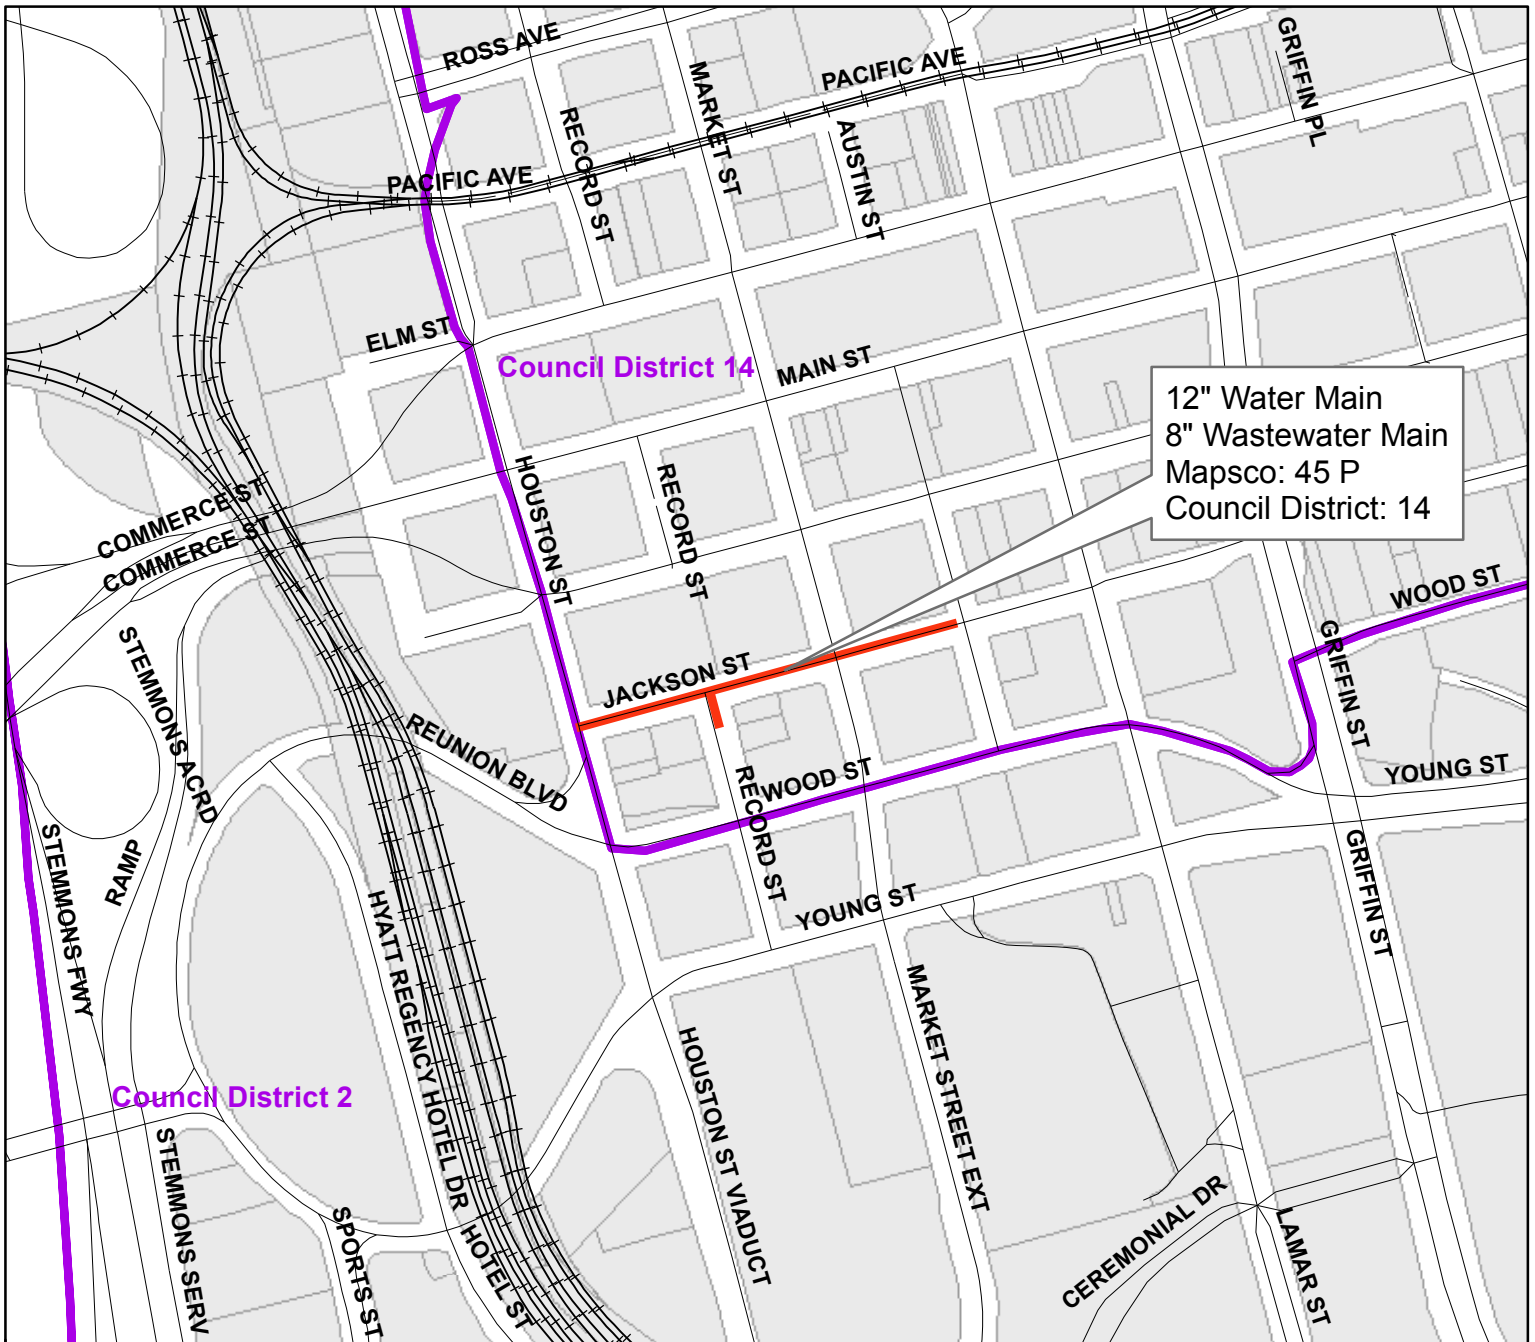 ROSS AVE
PACIFIC AVE
GRIFFIN PL
MARKET ST
RECORD ST
AUSTIN ST
PACIFIC AVE
ELM ST
Council District 14
MAIN ST
12" Water Main
8" Wastewater Main
Mapsco: 45 P
Council District: 14
HOUSTON ST
RECORD ST
COMMERCE ST
COMMERCE ST
WOOD ST
STEMMONS ACRD
JACKSON ST
GRIFFIN ST
REUNION BLVD
WOOD ST
RECORD ST
YOUNG ST
STEMMONS FWY
RAMP
GRIFFIN ST
HYATT REGENCY HOTEL DR
YOUNG ST
MARKET STREET EXT
HOUSTON ST VIADUCT
Council District 2
STEMMONS SERV
SPORTS ST
HOTEL ST
CEREMONIAL DR
LAMAR ST